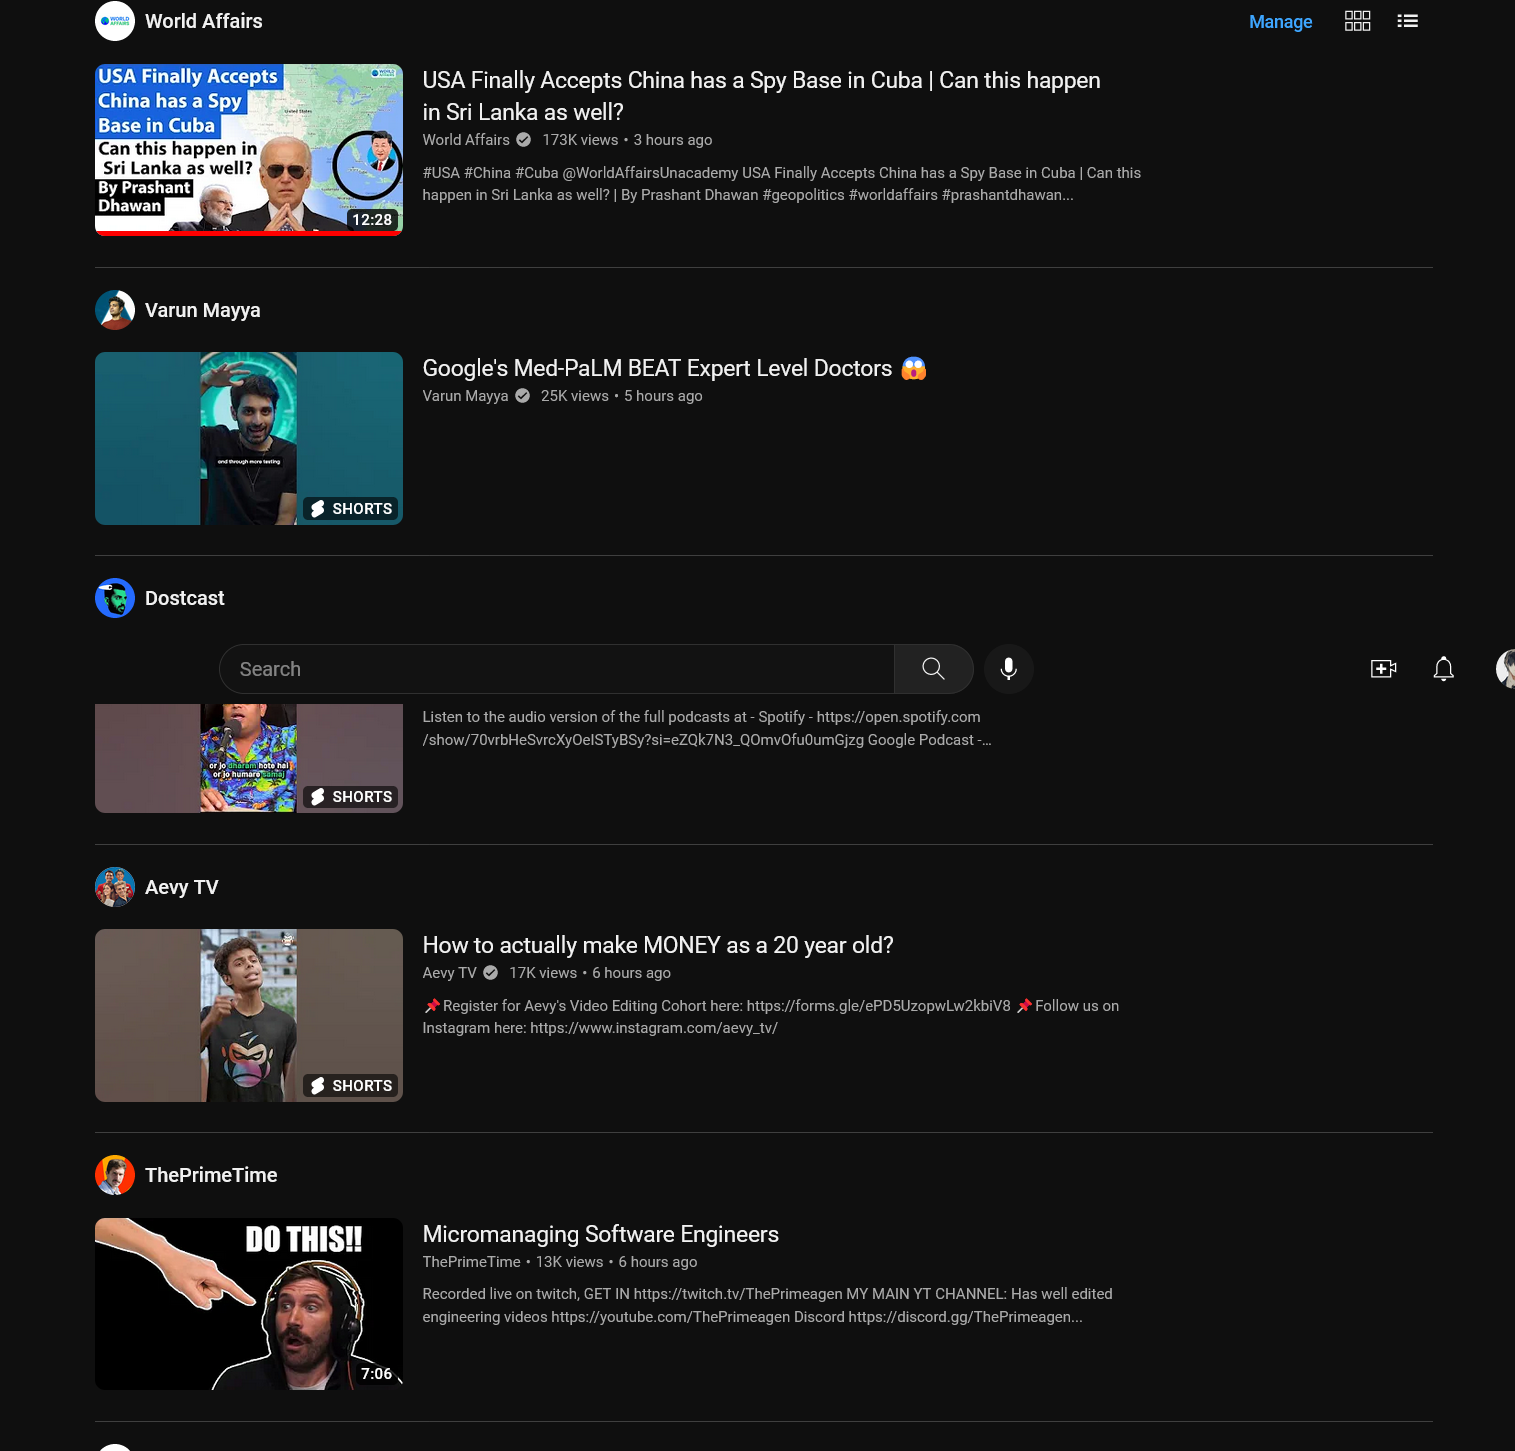 World Affairs
Manage
USA Finally Accepts
China has a Spy
Base in Cuba
Can this happen in
Sri Lanka as well?
By Prashant
Dhawan
WORLD
AFFAIRS
United States
12:28
USA Finally Accepts China has a Spy Base in Cuba | Can this happen
in Sri Lanka as well?
World Affairs 173K views • 3 hours ago
#USA #China #Cuba @WorldAffairsUnacademy USA Finally Accepts China has a Spy Base in Cuba | Can this
happen in Sri Lanka as well? | By Prashant Dhawan #geopolitics #worldaffairs #prashantdhawan...
Varun Mayya
and through more testing
SHORTS
Google's Med-PaLM BEAT Expert Level Doctors 😱
Varun Mayya 25K views • 5 hours ago
Dostcast
Search
or jo dharam hote hai
or jo humare samaj
SHORTS
Listen to the audio version of the full podcasts at - Spotify - https://open.spotify.com
/show/70vrbHeSvrcXyOeISTyBSy?si=eZQk7N3_QOmvOfu0umGjzg Google Podcast -...
Aevy TV
SHORTS
How to actually make MONEY as a 20 year old?
Aevy TV 17K views • 6 hours ago
📌Register for Aevy's Video Editing Cohort here: https://forms.gle/ePD5UzopwLw2kbiV8 📌Follow us on
Instagram here: https://www.instagram.com/aevy_tv/
ThePrimeTime
DO THIS!!
7:06
Micromanaging Software Engineers
ThePrimeTime • 13K views • 6 hours ago
Recorded live on twitch, GET IN https://twitch.tv/ThePrimeagen MY MAIN YT CHANNEL: Has well edited
engineering videos https://youtube.com/ThePrimeagen Discord https://discord.gg/ThePrimeagen...